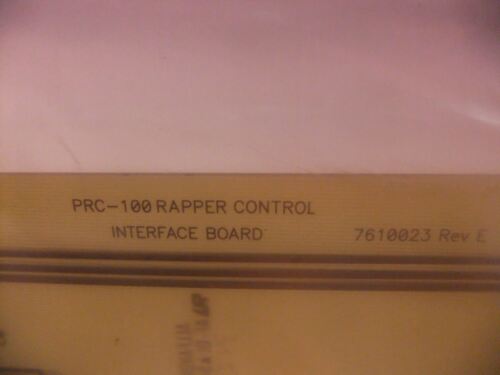 PRC-100 RAPPER CONTROL
INTERFACE BOARD
7610023 Rev E